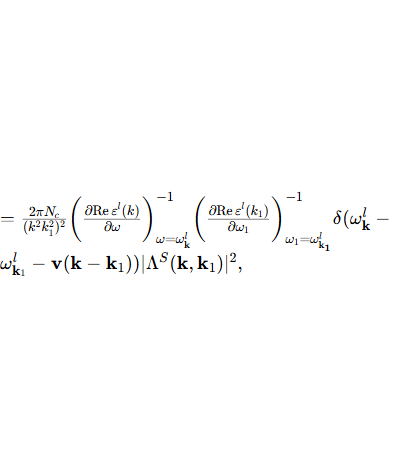 = \frac{2\pi N_c}{(k^2 k_1^2)^2} \left( \frac{\partial \mathrm{Re}\, \varepsilon^l(k)}{\partial \omega} \right)^{-1}_{\omega=\omega^l_{\mathbf{k}}} \left( \frac{\partial \mathrm{Re}\, \varepsilon^l(k_1)}{\partial \omega_1} \right)^{-1}_{\omega_1=\omega^l_{\mathbf{k_1}}} \delta(\omega^l_{\mathbf{k}} -
\omega^l_{\mathbf{k}_1} - \mathbf{v}(\mathbf{k} - \mathbf{k}_1))|\Lambda^S(\mathbf{k}, \mathbf{k}_1)|^2,